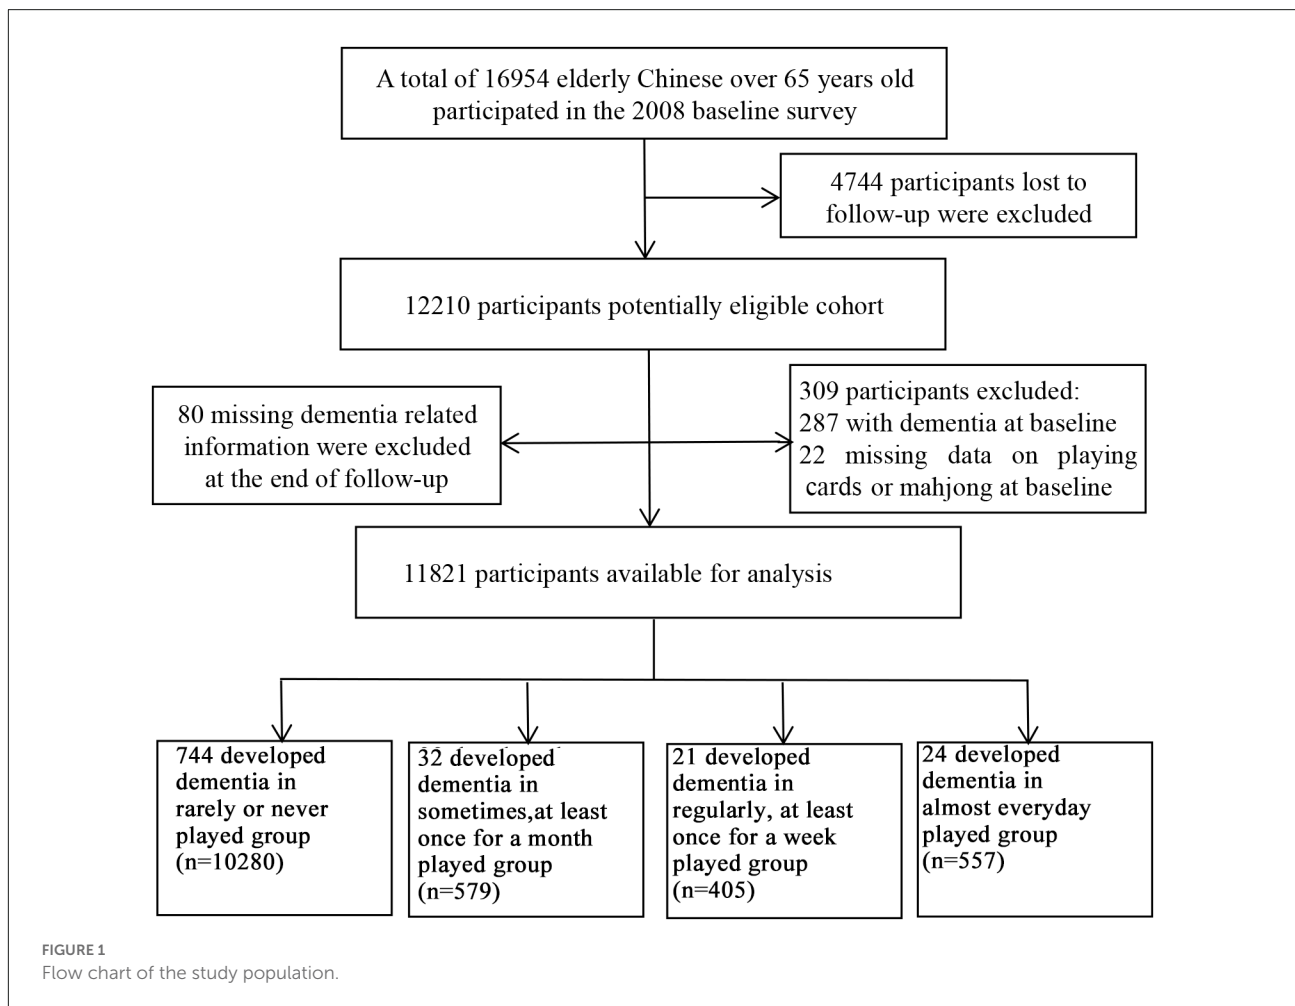 A total of 16954 elderly Chinese over 65 years old
participated in the 2008 baseline survey
4744 participants lost to
follow-up were excluded
12210 participants potentially eligible cohort
80 missing dementia related
information were excluded
at the end of follow-up
309 participants excluded:
287 with dementia at baseline
22 missing data on playing
cards or mahjong at baseline
11821 participants available for analysis
744 developed
dementia in
rarely or never
played group
(n=10280)
32 developed
dementia in
sometimes,at least
once for a month
played group
(n=579)
21 developed
dementia in
regularly, at least
once for a week
played group
(n=405)
24 developed
dementia in
almost everyday
played group
(n=557)
FIGURE 1
Flow chart of the study population.